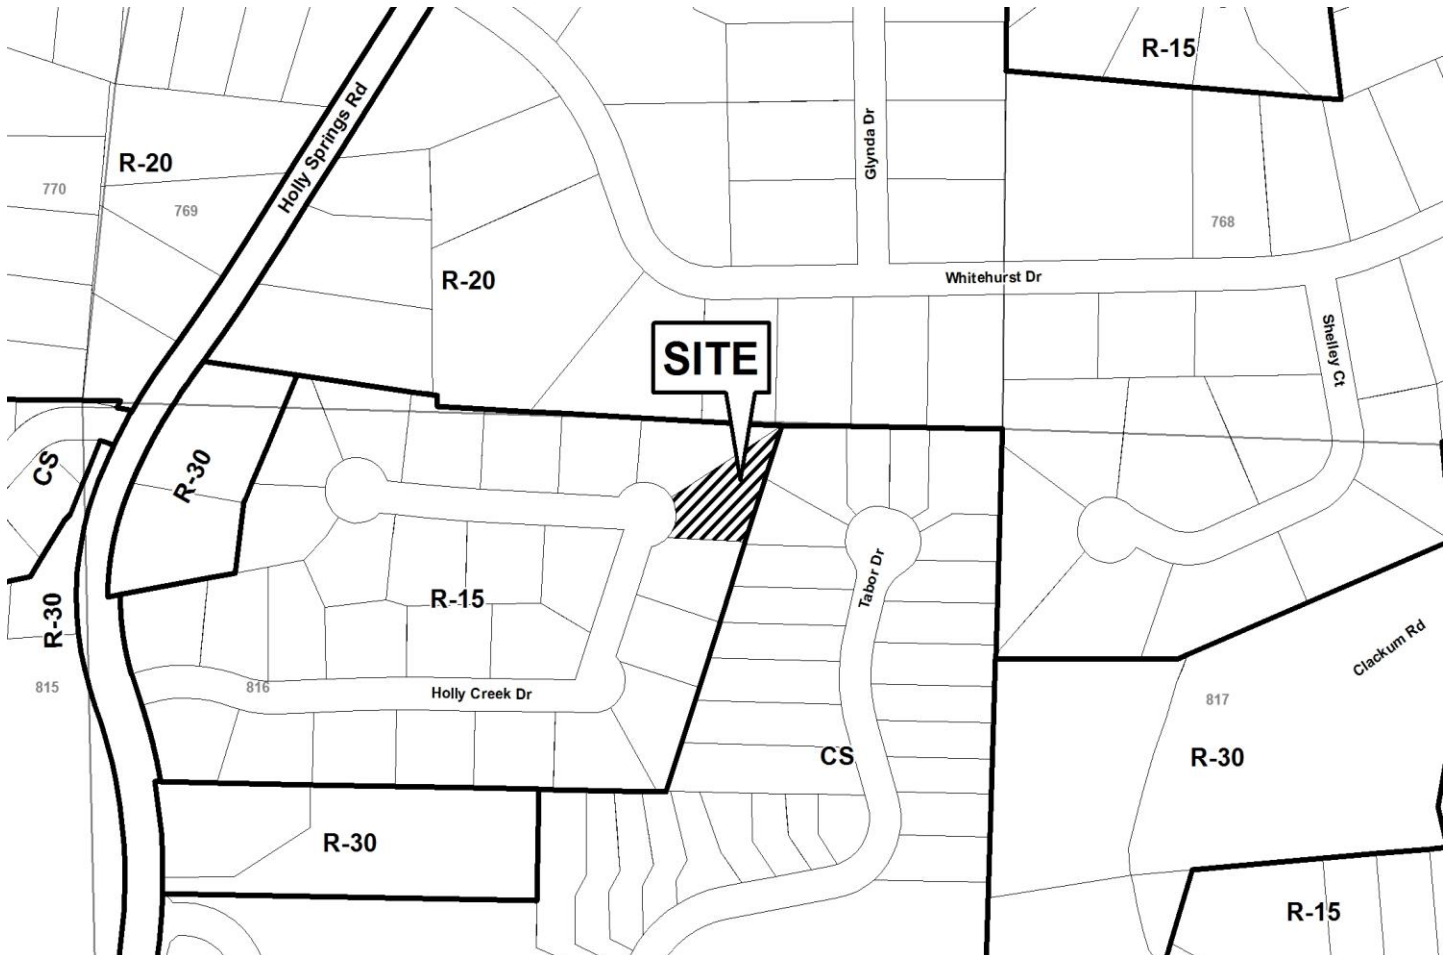 R-15
Glynda Dr
Holly Springs Rd
R-20
770
769
768
R-20
Whitehurst Dr
Shelley Ct
SITE
CS
R-30
R-30
R-15
Tabor Dr
Clackum Rd
815
816
Holly Creek Dr
817
CS
R-30
R-30
R-15